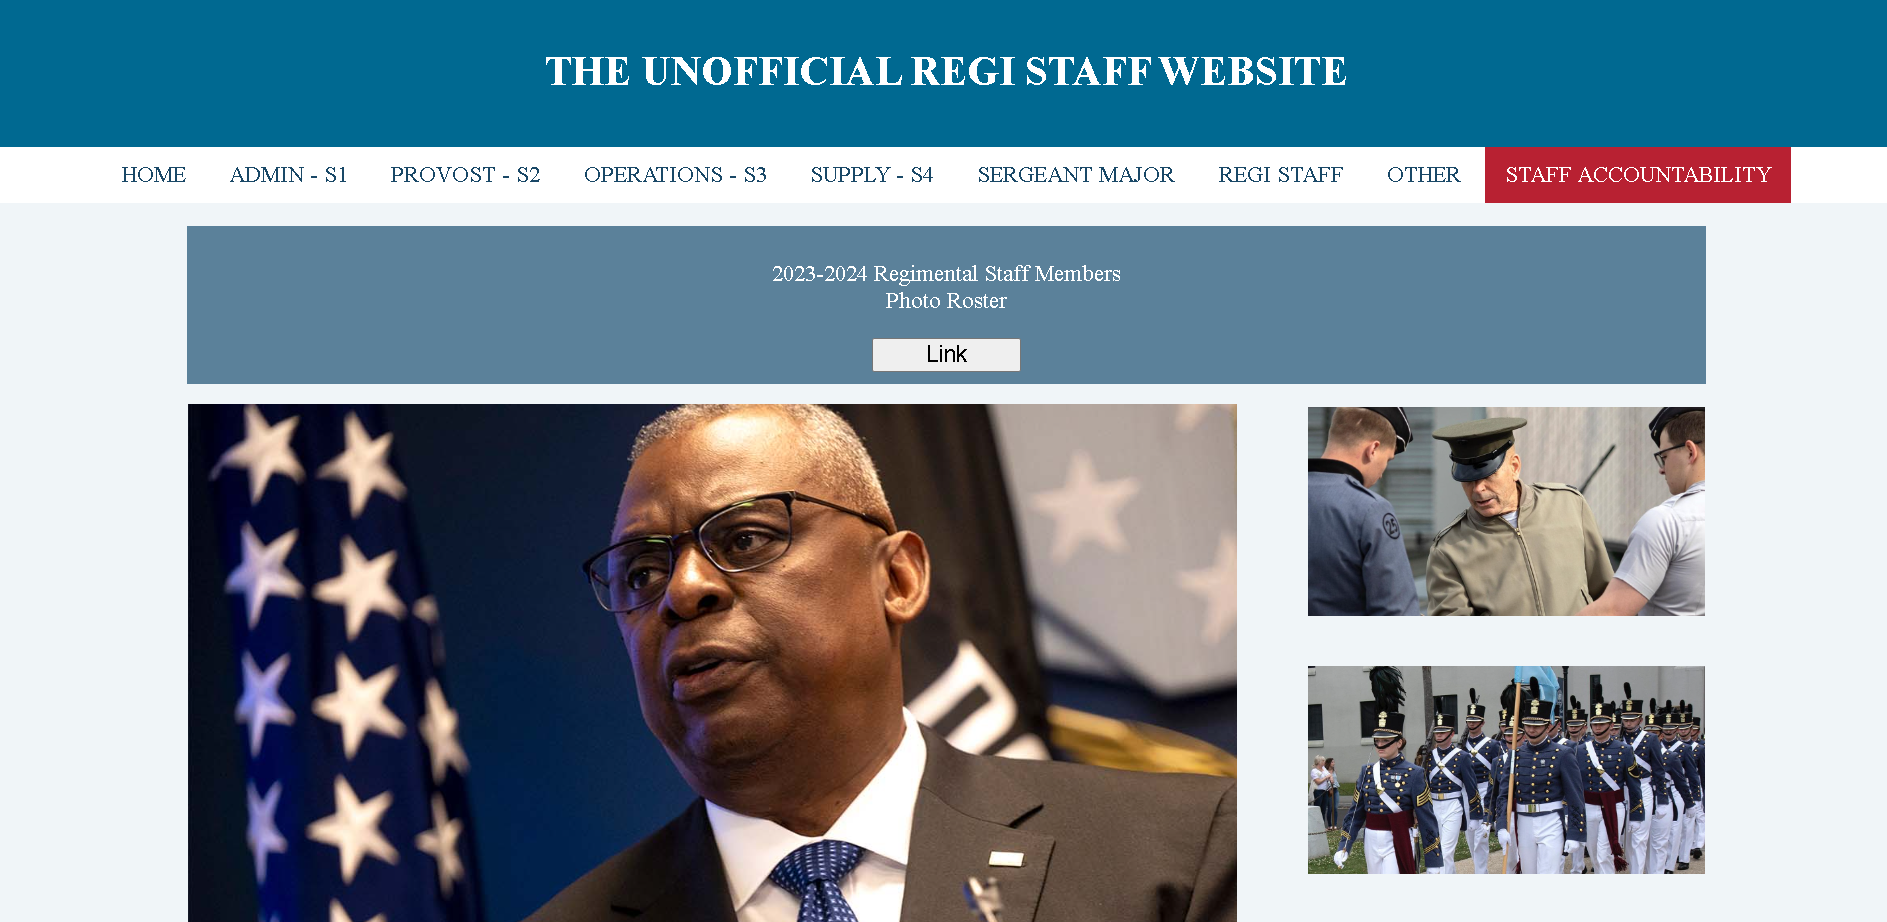 THE UNOFFICIAL REGI STAFF WEBSITE
HOME ADMIN - S1 PROVOST - S2 OPERATIONS - S3 SUPPLY - S4 SERGEANT MAJOR REGI STAFF OTHER STAFF ACCOUNTABILITY
2023-2024 Regimental Staff Members
Photo Roster
Link
25